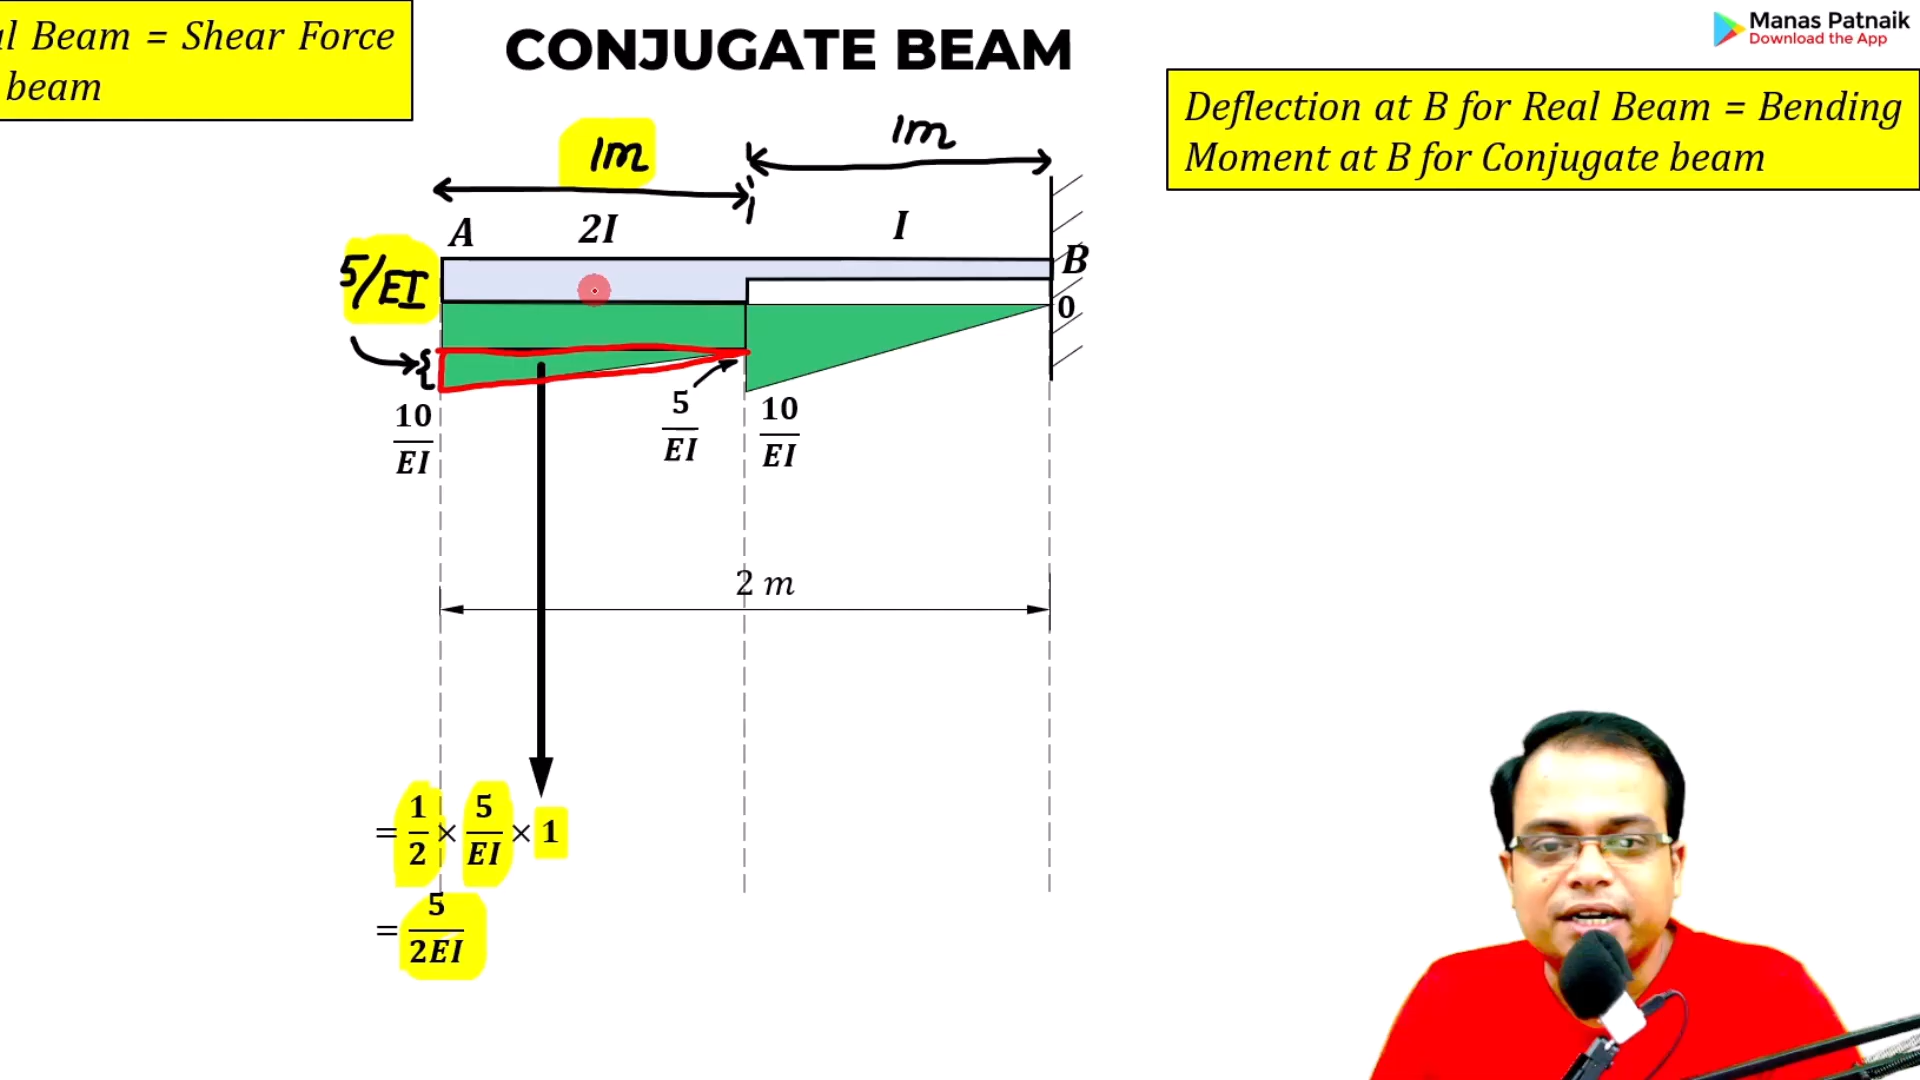 al Beam = Shear Force
beam
CONJUGATE BEAM
Manas Patnaik
Download the App
Deflection at B for Real Beam = Bending
Moment at B for Conjugate beam
1m
1m
A
2I
I
B
5/EI
0
10
EI
5
EI
10
EI
2 m
= 1/2 × 5/EI × 1
= 5/2EI